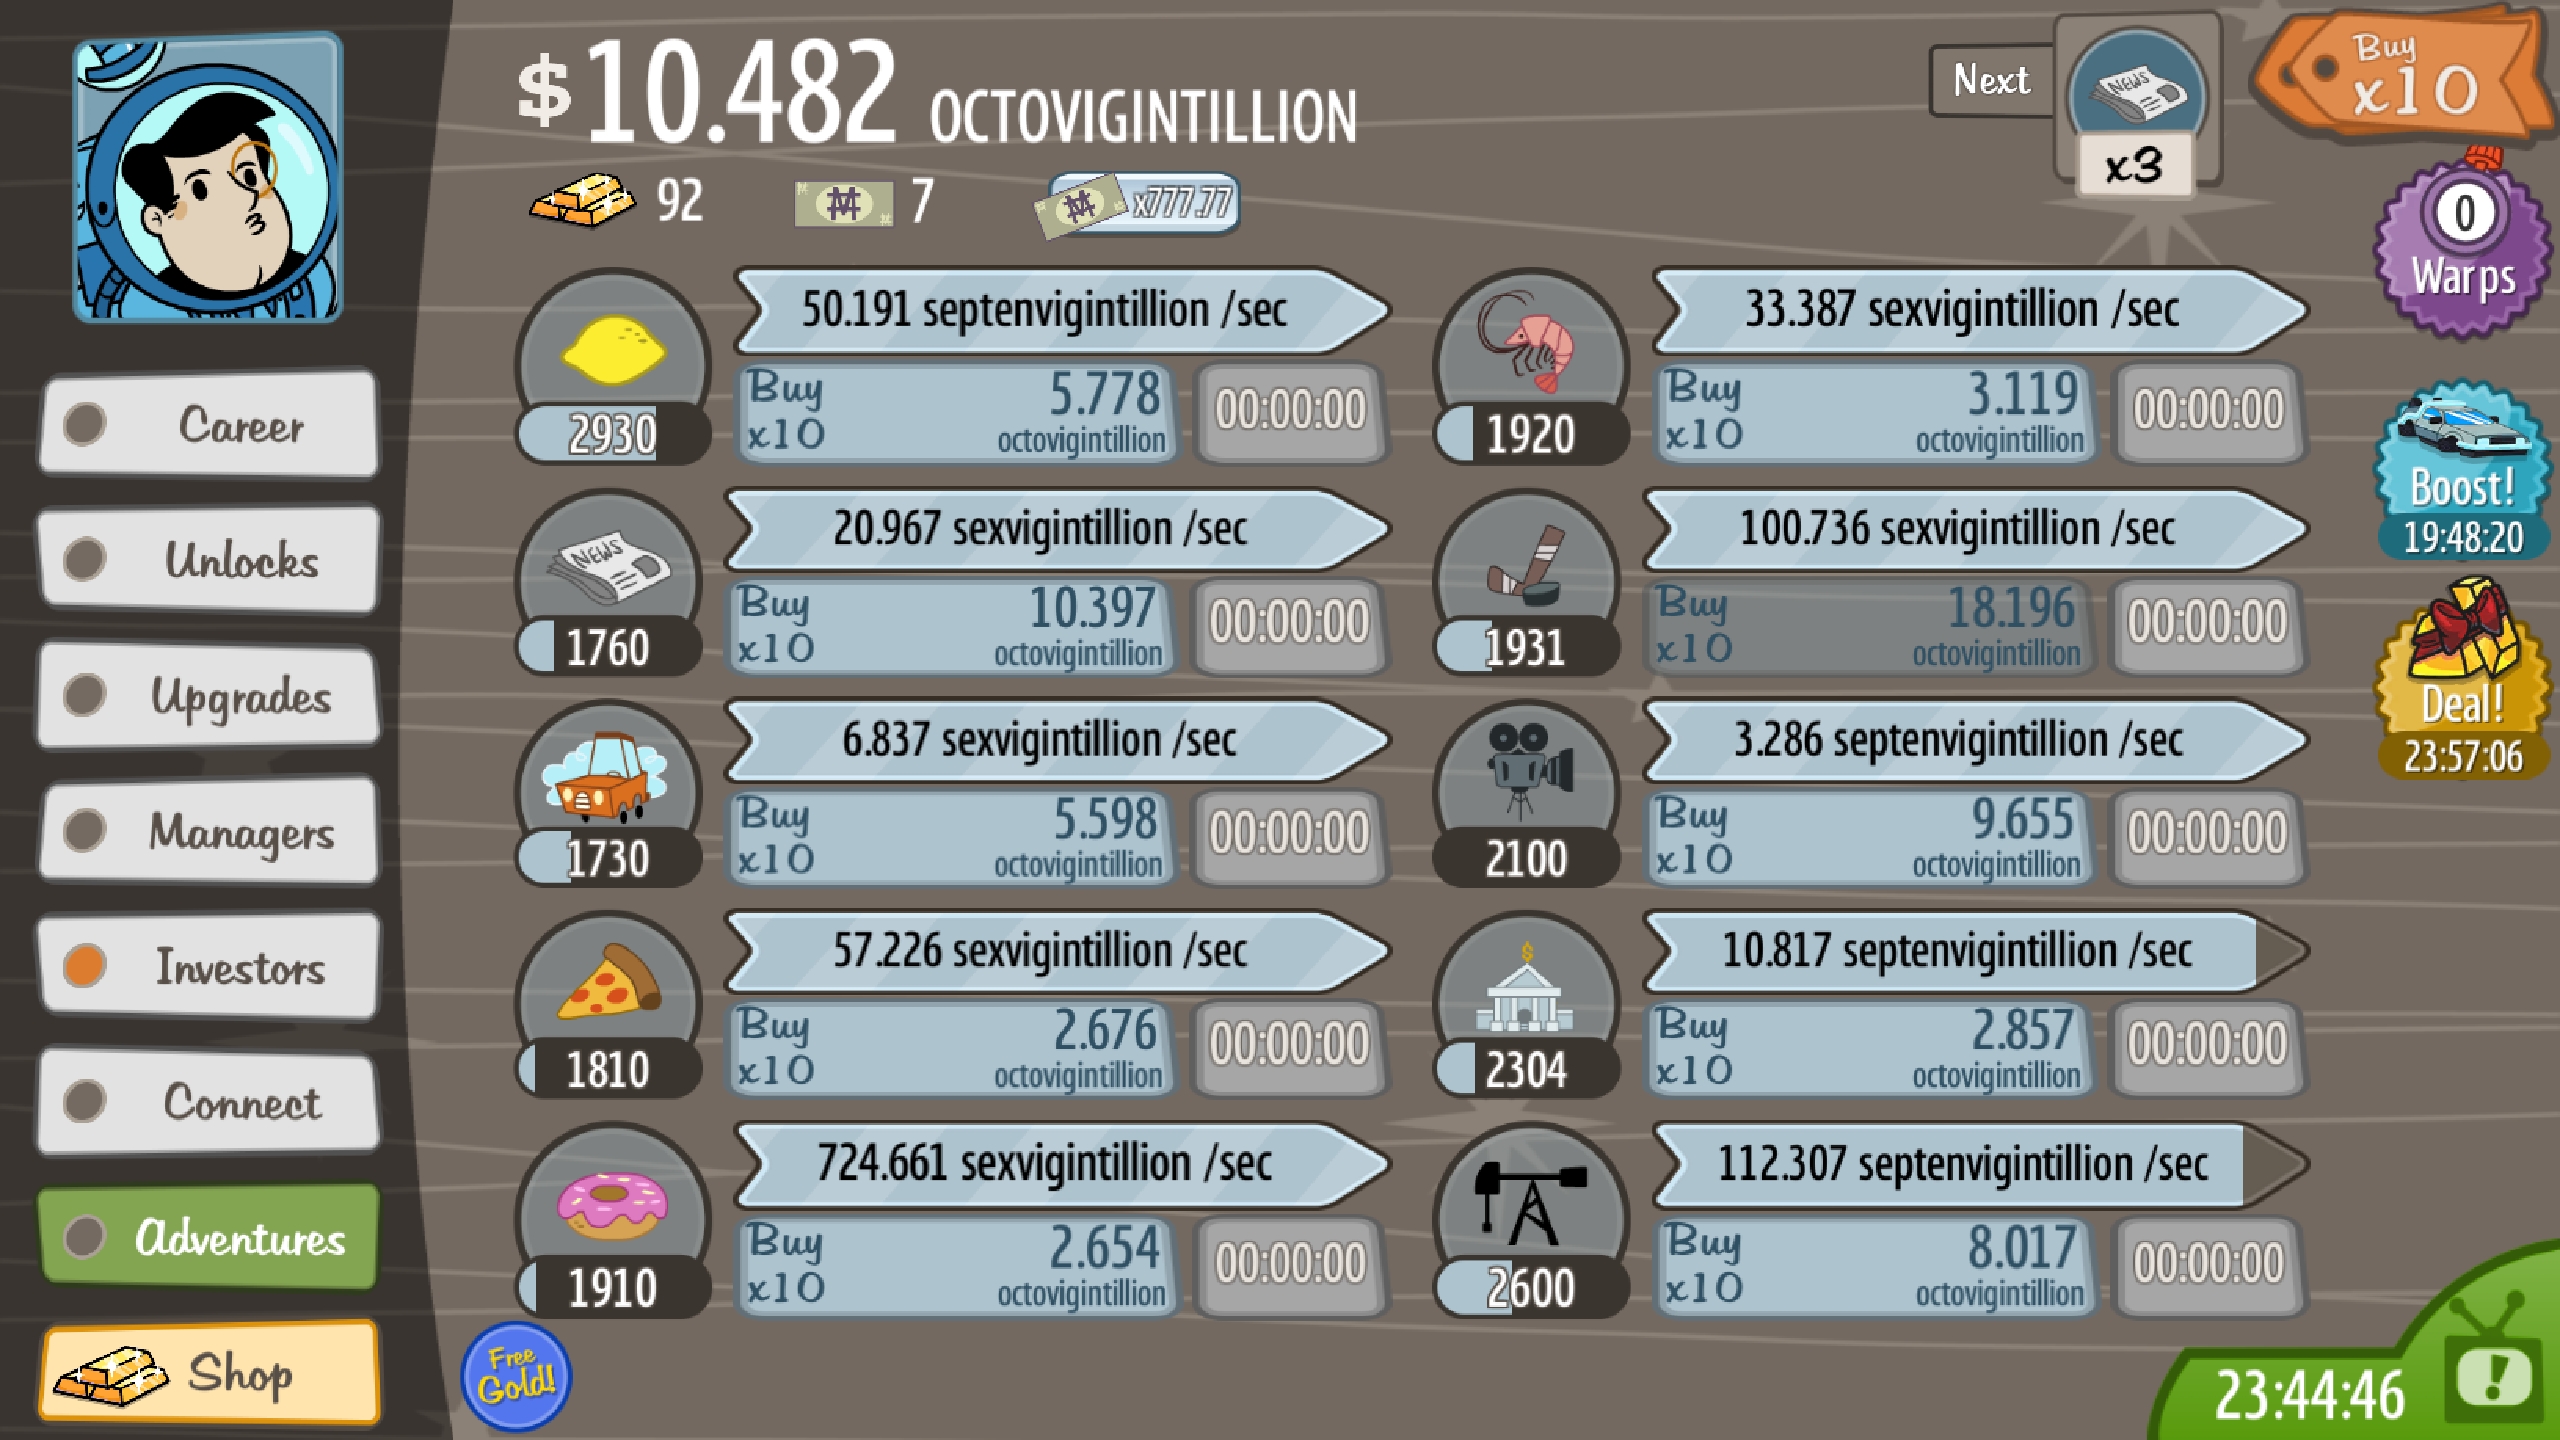 $10.482 OCTOVIGINTILLION
92
7
x777.77
Next
NEWS
x3
Buy
x10
0
Warps
Boost!
19:48:20
Deal!
23:57:06
Career
Unlocks
Upgrades
Managers
Investors
Connect
Adventures
Shop
50.191 septenvigintillion /sec
2930
Buy
x10
5.778
octovigintillion
00:00:00
33.387 sexvigintillion /sec
1920
Buy
x10
3.119
octovigintillion
00:00:00
NEWS
20.967 sexvigintillion /sec
1760
Buy
x10
10.397
octovigintillion
00:00:00
100.736 sexvigintillion /sec
1931
Buy
x10
18.196
octovigintillion
00:00:00
6.837 sexvigintillion /sec
1730
Buy
x10
5.598
octovigintillion
00:00:00
3.286 septenvigintillion /sec
2100
Buy
x10
9.655
octovigintillion
00:00:00
57.226 sexvigintillion /sec
1810
Buy
x10
2.676
octovigintillion
00:00:00
$
10.817 septenvigintillion /sec
2304
Buy
x10
2.857
octovigintillion
00:00:00
724.661 sexvigintillion /sec
1910
Buy
x10
2.654
octovigintillion
00:00:00
112.307 septenvigintillion /sec
2600
Buy
x10
8.017
octovigintillion
00:00:00
Free
Gold!
23:44:46
!